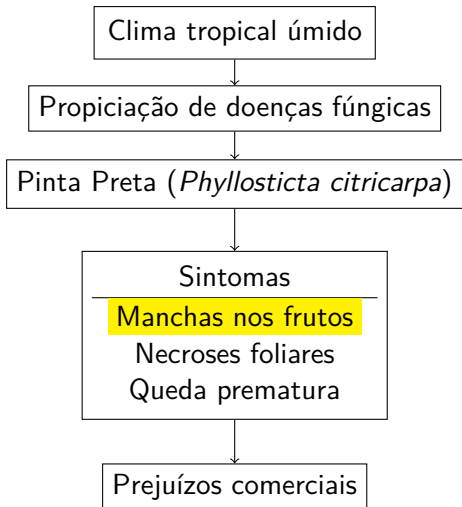 Clima tropical úmido
Propiciação de doenças fúngicas
Pinta Preta (Phyllosticta citricarpa)
Sintomas
Manchas nos frutos
Necroses foliares
Queda prematura
Prejuízos comerciais